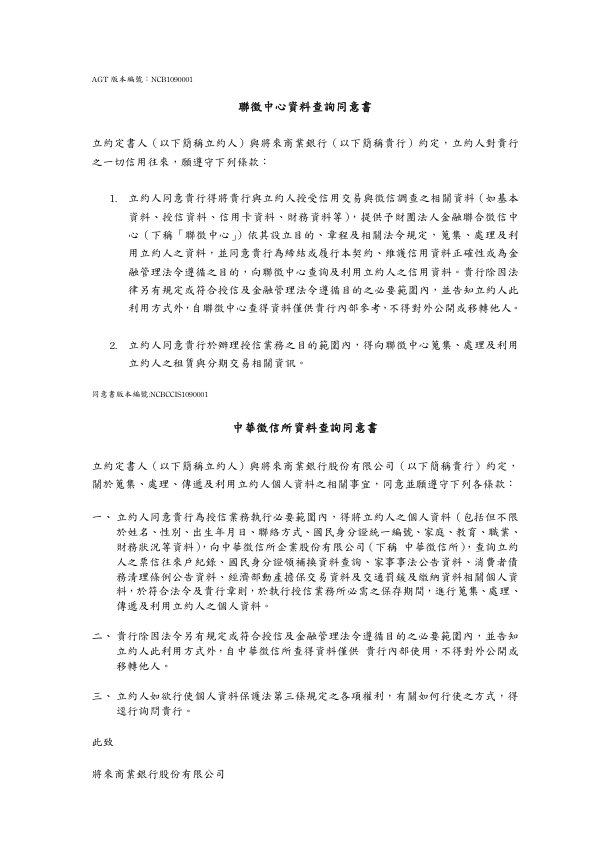 AGT 版本編號：NCB1090001
聯徵中心資料查詢同意書
立約定書人（以下簡稱立約人）與將來商業銀行（以下簡稱貴行）約定，立約人對貴行
之一切信用往來，願遵守下列條款：
1. 立約人同意貴行得將貴行與立約人授受信用交易與徵信調查之相關資料（如基本
資料、授信資料、信用卡資料、財務資料等），提供予財團法人金融聯合徵信中
心（下稱「聯徵中心」）依其設立目的、章程及相關法令規定，蒐集、處理及利
用立約人之資料，並同意貴行為締結或履行本契約、維護信用資料正確性或為金
融管理法令遵循之目的，向聯徵中心查詢及利用立約人之信用資料。貴行除因法
律另有規定或符合授信及金融管理法令遵循目的之必要範圍內，並告知立約人此
利用方式外，自聯徵中心查得資料僅供貴行內部參考，不得對外公開或移轉他人。
2. 立約人同意貴行於辦理授信業務之目的範圍內，得向聯徵中心蒐集、處理及利用
立約人之租賃與分期交易相關資訊。
同意書版本編號:NCBCCIS1090001
中華徵信所資料查詢同意書
立約定書人（以下簡稱立約人）與將來商業銀行股份有限公司（以下簡稱貴行）約定，
關於蒐集、處理、傳遞及利用立約人個人資料之相關事宜，同意並願遵守下列各條款：
一、 立約人同意貴行為授信業務執行必要範圍內，得將立約人之個人資料（包括但不限
於姓名、性別、出生年月日、聯絡方式、國民身分證統一編號、家庭、教育、職業、
財務狀況等資料），向中華徵信所企業股份有限公司（下稱 中華徵信所），查詢立約
人之票信往來戶紀錄、國民身分證領補換資料查詢、家事事法公告資料、消費者債
務清理條例公告資料、經濟部動產擔保交易資料及交通罰鍰及繳納資料相關個人資
料，於符合法令及貴行章則，於執行授信業務所必需之保存期間，進行蒐集、處理、
傳遞及利用立約人之個人資料。
二、 貴行除因法令另有規定或符合授信及金融管理法令遵循目的之必要範圍內，並告知
立約人此利用方式外，自中華徵信所查得資料僅供 貴行內部使用，不得對外公開或
移轉他人。
三、 立約人如欲行使個人資料保護法第三條規定之各項權利，有關如何行使之方式，得
逕行詢問貴行。
此致
將來商業銀行股份有限公司